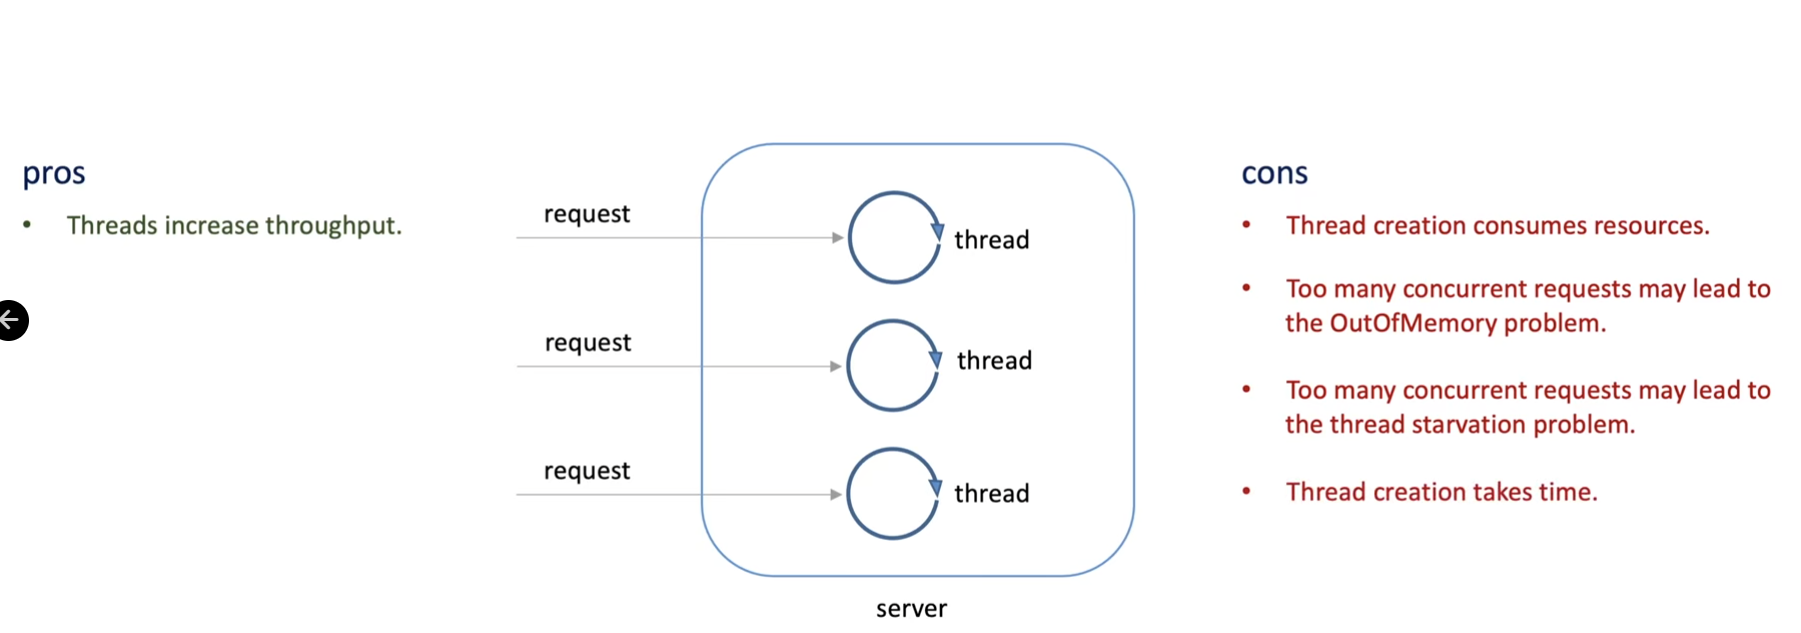 pros
• Threads increase throughput.
request
thread
request
thread
request
thread
server
cons
• Thread creation consumes resources.
• Too many concurrent requests may lead to
the OutOfMemory problem.
• Too many concurrent requests may lead to
the thread starvation problem.
• Thread creation takes time.